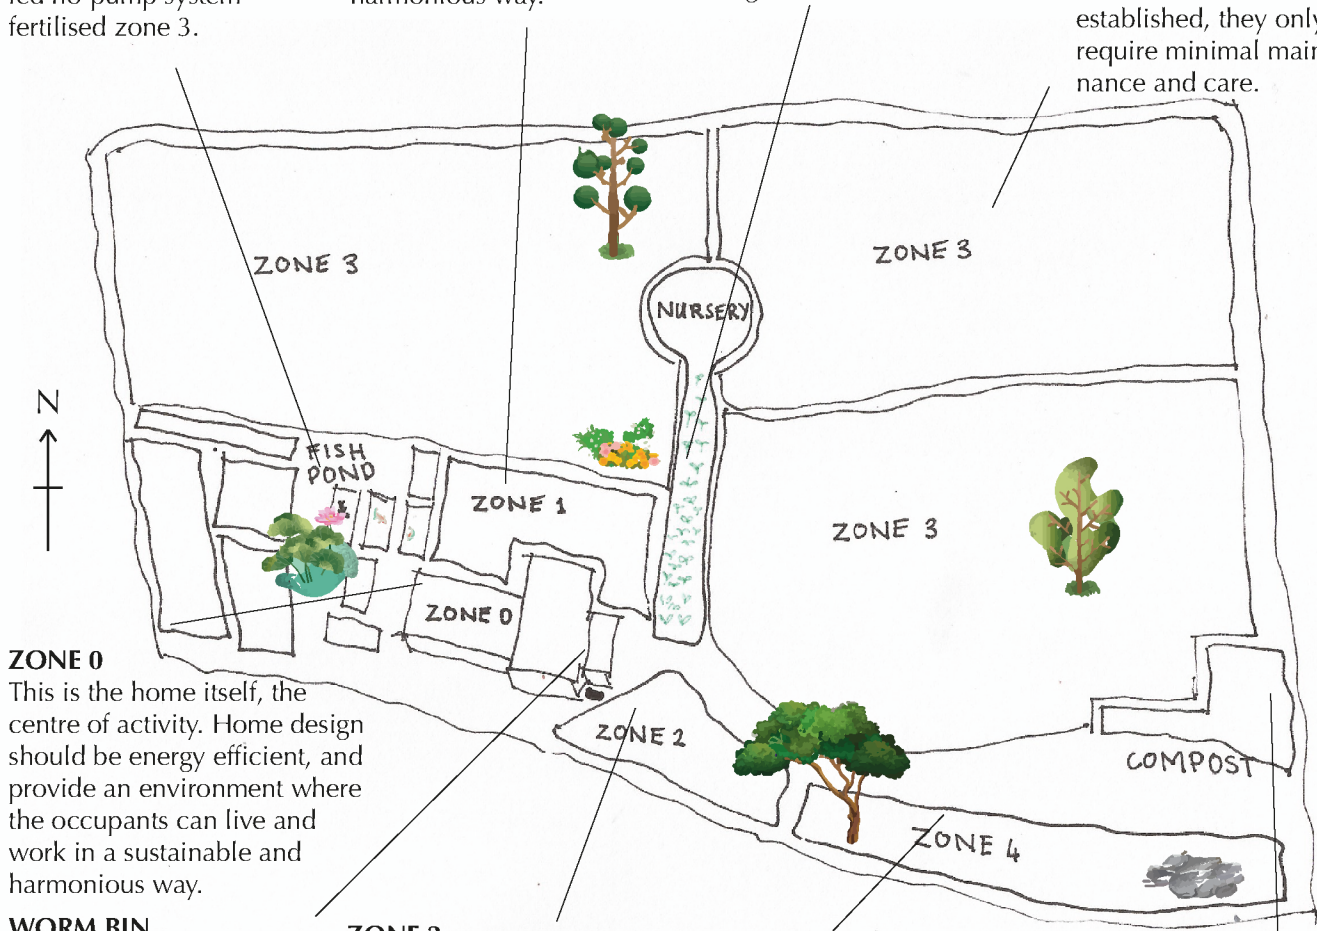 fertilised zone 3.
established, they only
require minimal main
nance and care.
ZONE 3
ZONE 3
NURSERY
N
FISH
POND
ZONE 1
ZONE 3
ZONE 0
ZONE 0
This is the home itself, the
centre of activity. Home design
should be energy efficient, and
provide an environment where
the occupants can live and
work in a sustainable and
harmonious way.
ZONE 2
COMPOST
ZONE 4
WORM BIN